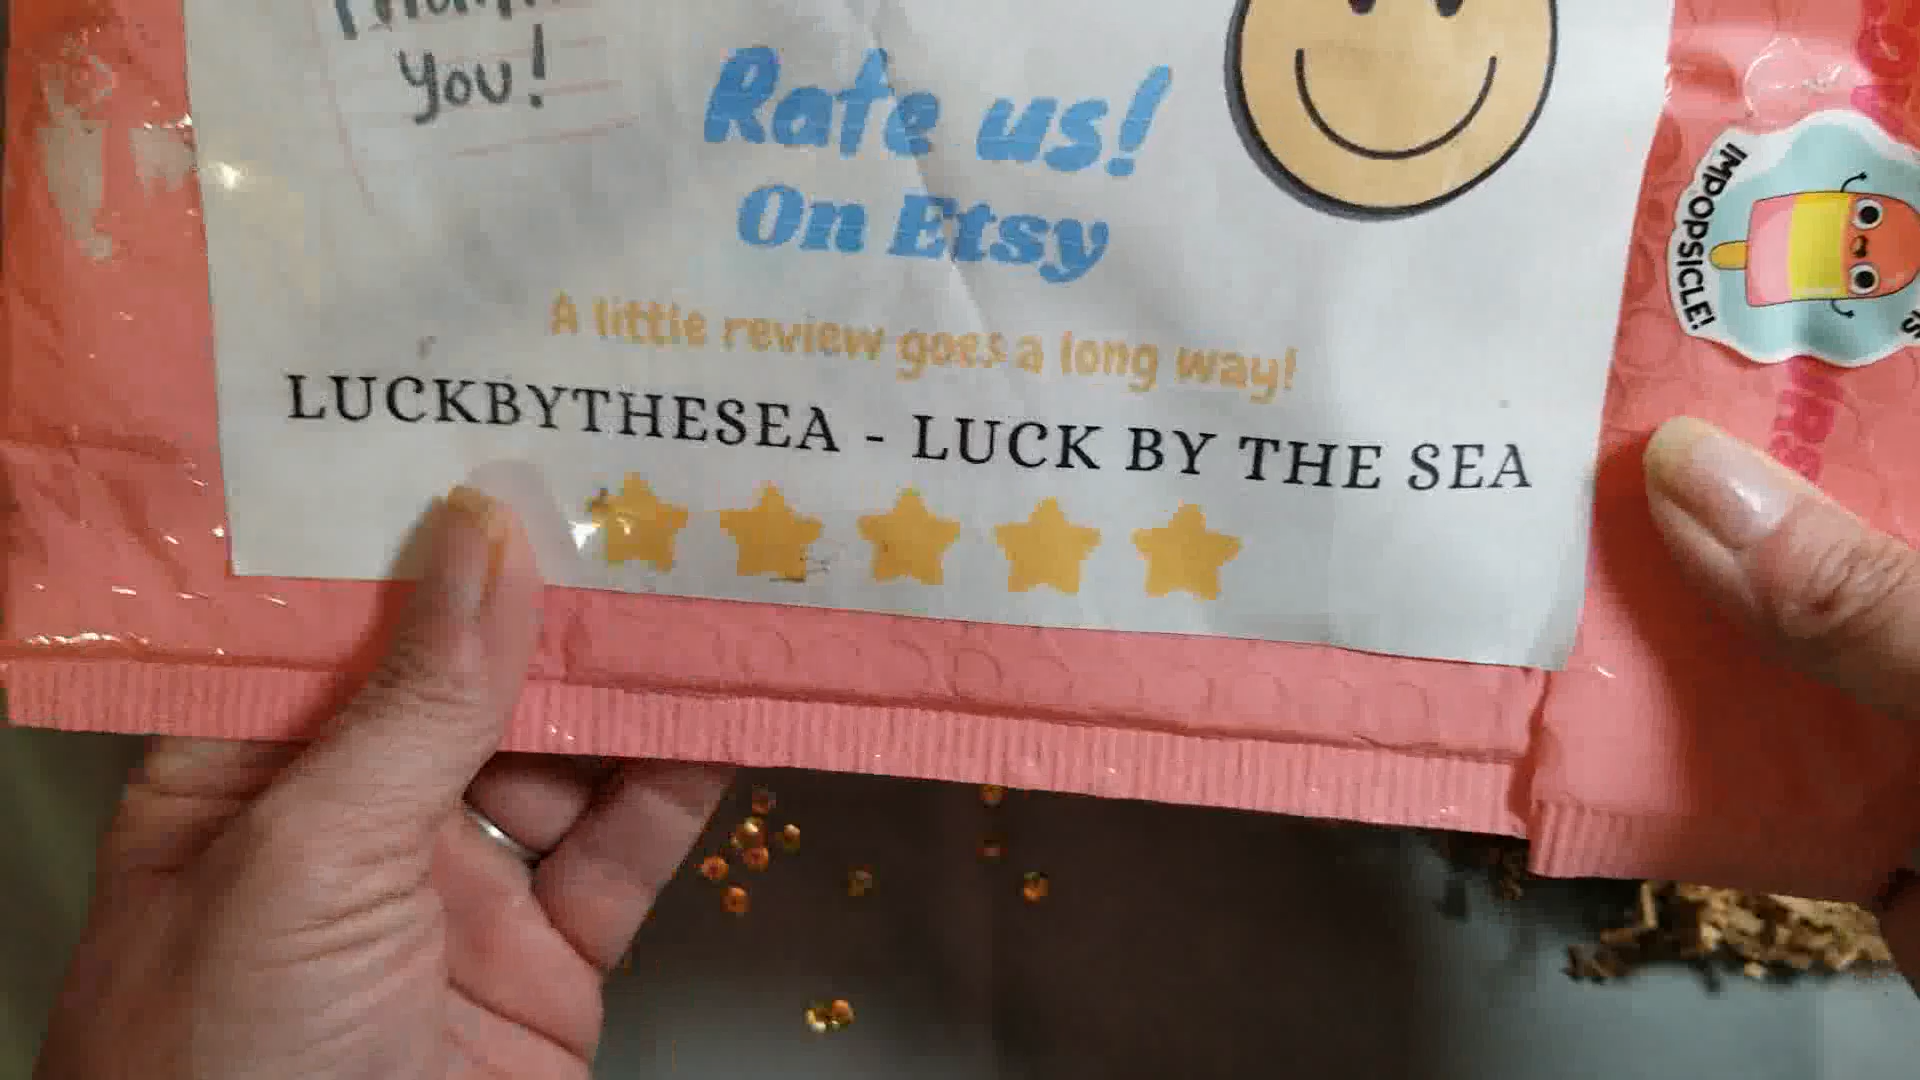 you!
Rate us!
On Etsy
A little review goes a long way!
LUCKBYTHESEA - LUCK BY THE SEA
IMPOPSICLE!